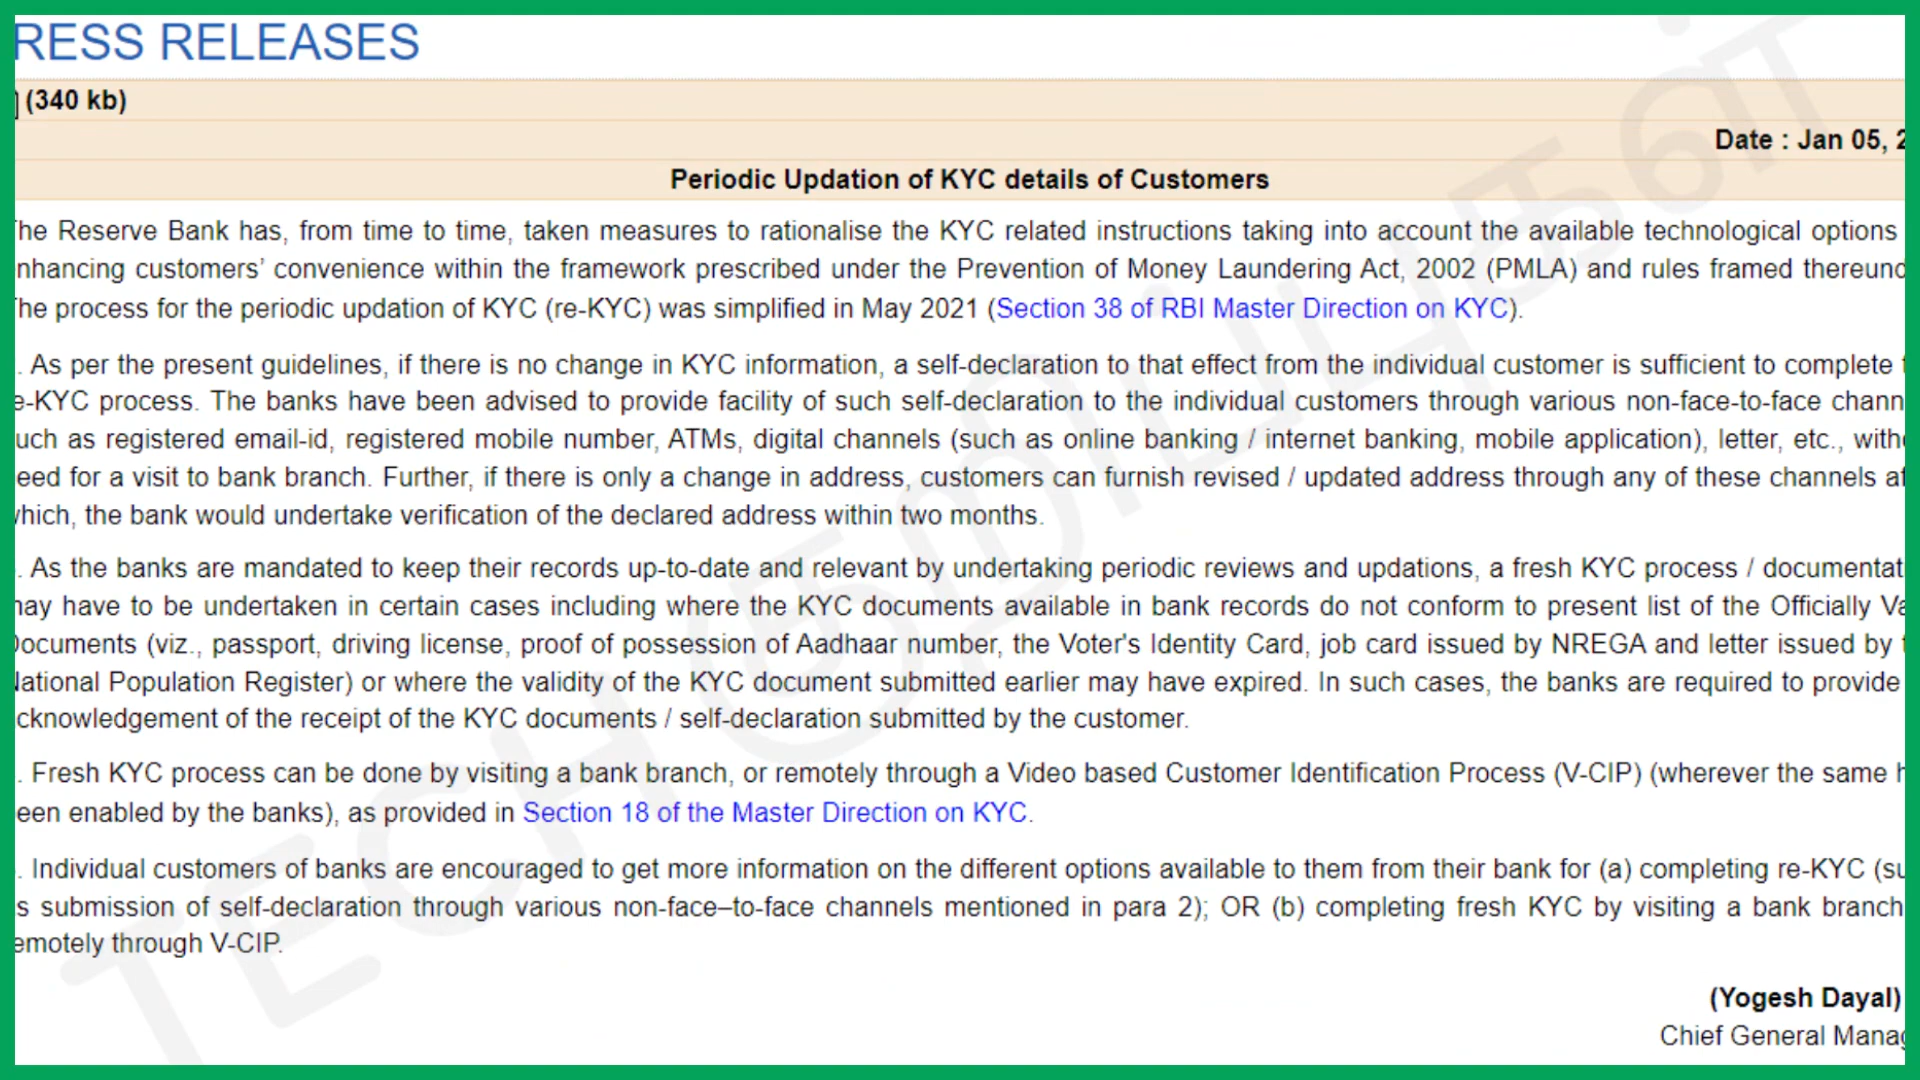 RESS RELEASES
(340 kb)
Date : Jan 05, 2
Periodic Updation of KYC details of Customers
he Reserve Bank has, from time to time, taken measures to rationalise the KYC related instructions taking into account the available technological options
nhancing customers’ convenience within the framework prescribed under the Prevention of Money Laundering Act, 2002 (PMLA) and rules framed thereund
he process for the periodic updation of KYC (re-KYC) was simplified in May 2021 (Section 38 of RBI Master Direction on KYC).
. As per the present guidelines, if there is no change in KYC information, a self-declaration to that effect from the individual customer is sufficient to complete t
e-KYC process. The banks have been advised to provide facility of such self-declaration to the individual customers through various non-face-to-face chann
uch as registered email-id, registered mobile number, ATMs, digital channels (such as online banking / internet banking, mobile application), letter, etc., witho
eed for a visit to bank branch. Further, if there is only a change in address, customers can furnish revised / updated address through any of these channels af
hich, the bank would undertake verification of the declared address within two months.
. As the banks are mandated to keep their records up-to-date and relevant by undertaking periodic reviews and updations, a fresh KYC process / documentat
nay have to be undertaken in certain cases including where the KYC documents available in bank records do not conform to present list of the Officially Va
ocuments (viz., passport, driving license, proof of possession of Aadhaar number, the Voter's Identity Card, job card issued by NREGA and letter issued by t
ational Population Register) or where the validity of the KYC document submitted earlier may have expired. In such cases, the banks are required to provide
cknowledgement of the receipt of the KYC documents / self-declaration submitted by the customer.
. Fresh KYC process can be done by visiting a bank branch, or remotely through a Video based Customer Identification Process (V-CIP) (wherever the same h
een enabled by the banks), as provided in Section 18 of the Master Direction on KYC.
. Individual customers of banks are encouraged to get more information on the different options available to them from their bank for (a) completing re-KYC (su
s submission of self-declaration through various non-face–to-face channels mentioned in para 2); OR (b) completing fresh KYC by visiting a bank branch
emotely through V-CIP.
(Yogesh Dayal)
Chief General Manag
TECH குறிப்புகள்